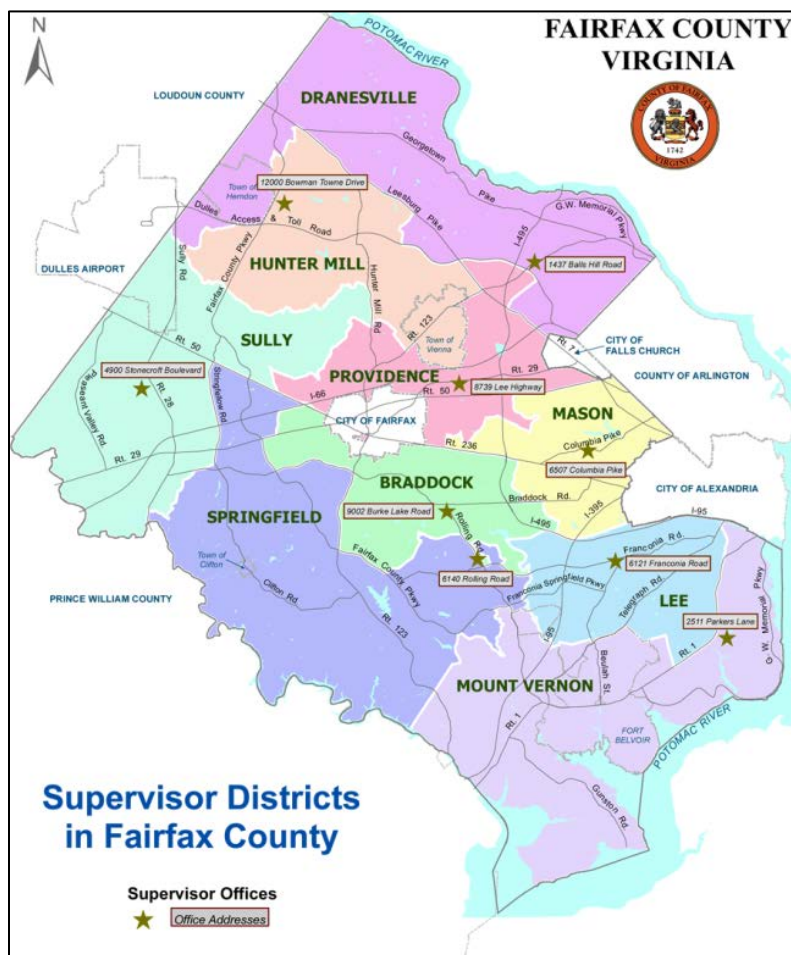 N
FAIRFAX COUNTY
VIRGINIA
COUNTY OF FAIRFAX
1742
VIRGINIA
POTOMAC RIVER
LOUDOUN COUNTY
DRANESVILLE
Georgetown
Pike
12000 Bowman Towne Drive
Town of
Herndon
Leesburg Pike
G.W. Memorial Pkwy
I-495
Dulles Access & Toll Road
Sully Rd
Fairfax County Pkwy
HUNTER MILL
Hunter Mill Rd
1437 Balls Hill Road
DULLES AIRPORT
Rt. 123
Town of
Vienna
Rt. 7
CITY OF
FALLS CHURCH
Rt. 50
SULLY
COUNTY OF ARLINGTON
4900 Stonecroft Boulevard
Stringfellow Rd
PROVIDENCE
Rt. 29
Rt. 50
8739 Lee Highway
Pleasant Valley Rd
Rt. 28
I-66
CITY OF FAIRFAX
MASON
Rt. 236
Columbia Pike
Rt. 29
6507 Columbia Pike
BRADDOCK
Braddock Rd.
CITY OF ALEXANDRIA
I-395
I-95
9002 Burke Lake Road
SPRINGFIELD
Rolling Rd
I-495
Franconia Rd.
Town of
Clifton
Fairfax County Pkwy
6140 Rolling Road
6121 Franconia Road
Franconia Springfield Pkwy
Telegraph Rd.
PRINCE WILLIAM COUNTY
Clifton Rd.
LEE
2511 Parkers Lane
G.W. Memorial Pkwy
Rt. 123
I-95
Rt. 1
MOUNT VERNON
Beulah St.
Rt. 1
FORT
BELVOIR
POTOMAC RIVER
Gunston Rd.
Supervisor Districts
in Fairfax County
Supervisor Offices
Office Addresses